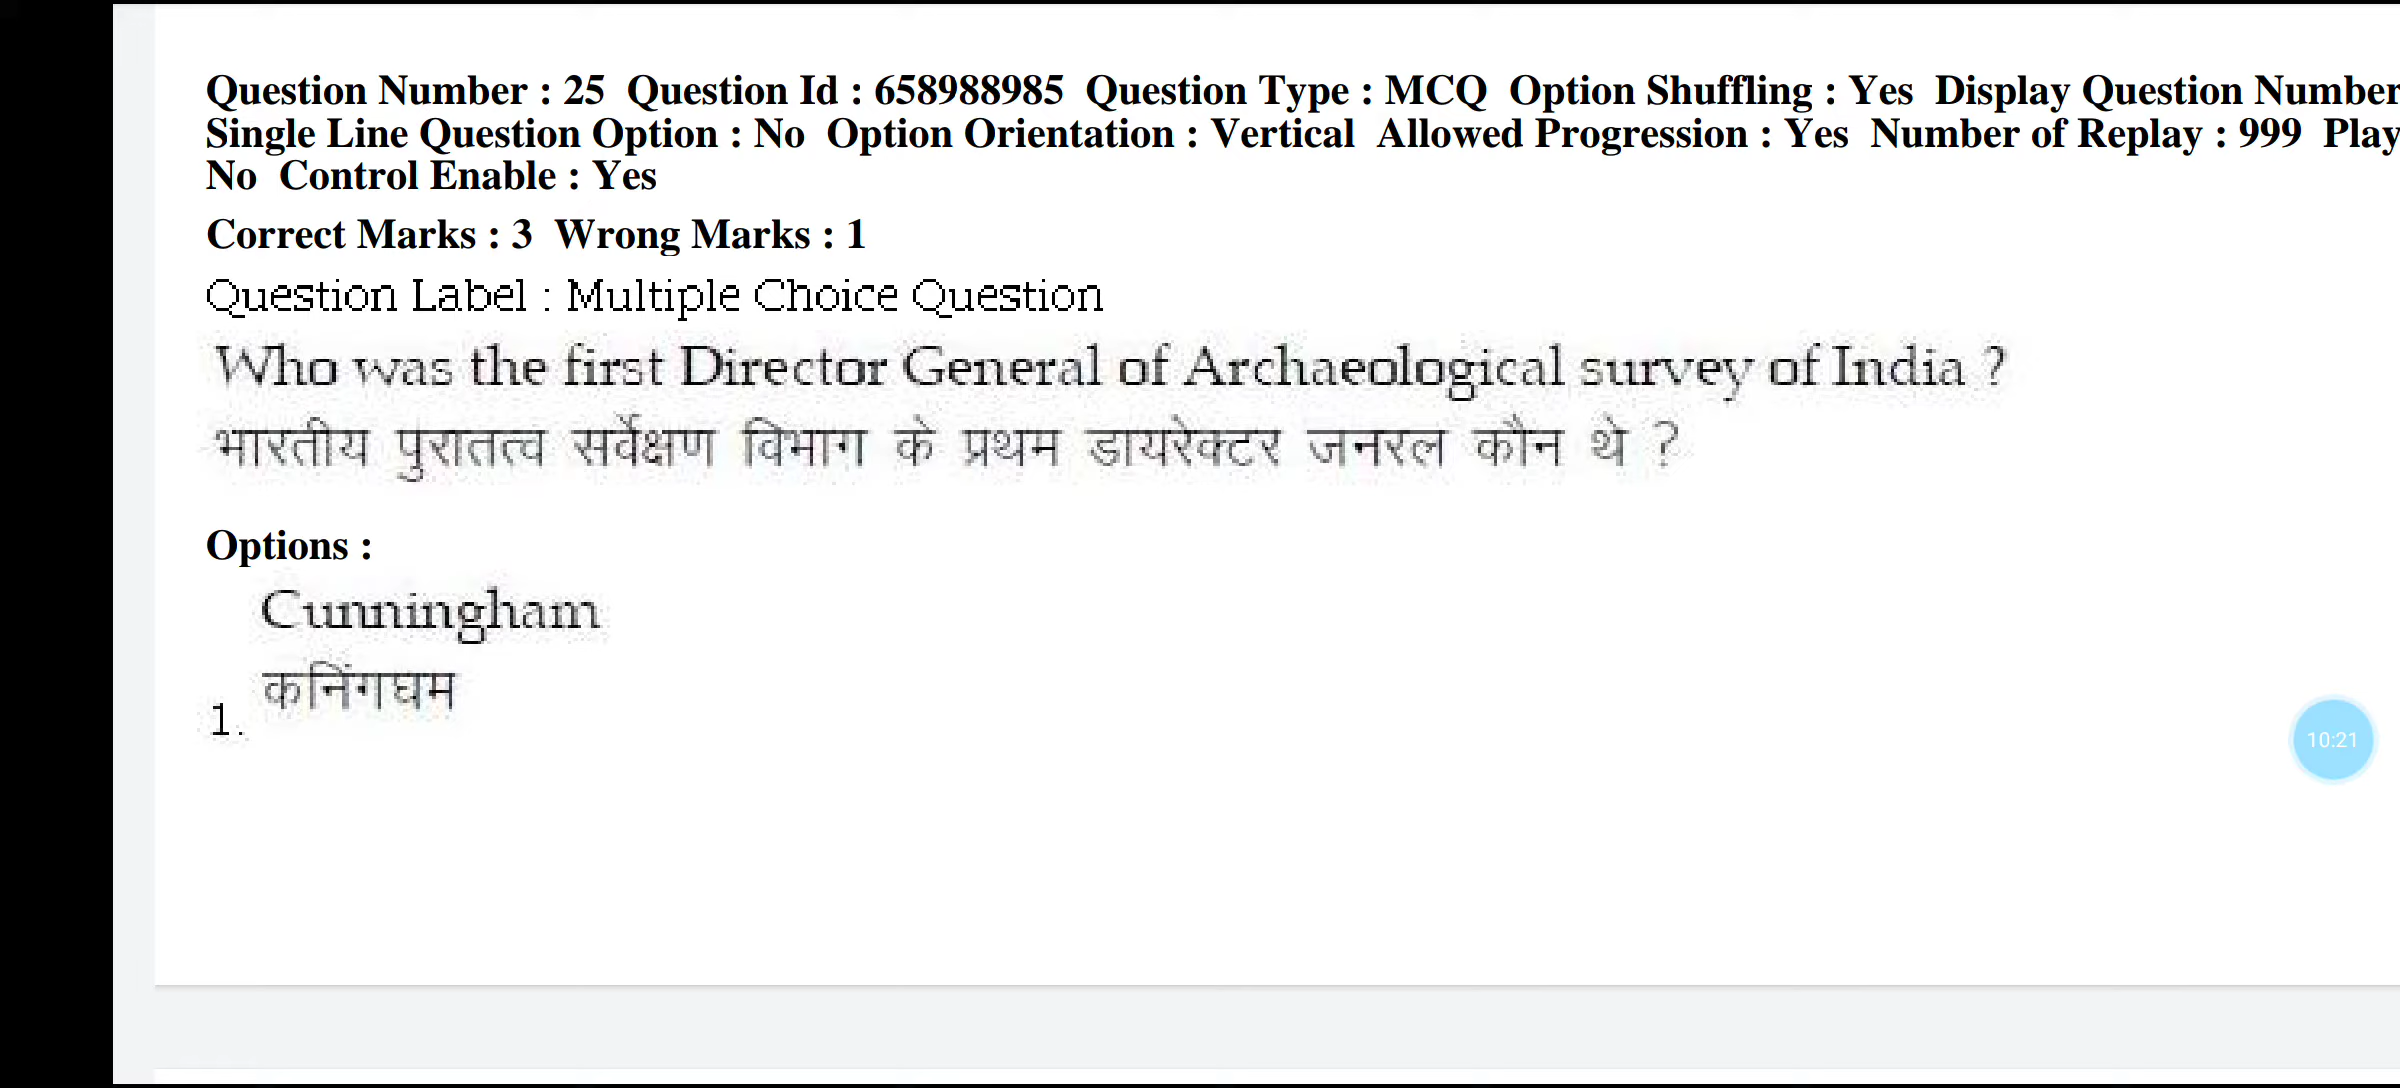 Question Number : 25 Question Id : 658988985 Question Type : MCQ Option Shuffling : Yes Display Question Number
Single Line Question Option : No Option Orientation : Vertical Allowed Progression : Yes Number of Replay : 999 Play
No Control Enable : Yes
Correct Marks : 3 Wrong Marks : 1
Question Label : Multiple Choice Question
Who was the first Director General of Archaeological survey of India ?
भारतीय पुरातत्व सर्वेक्षण विभाग के प्रथम डायरेक्टर जनरल कौन थे ?
Options :
Cunningham
कनिंगघम
1.
10:21